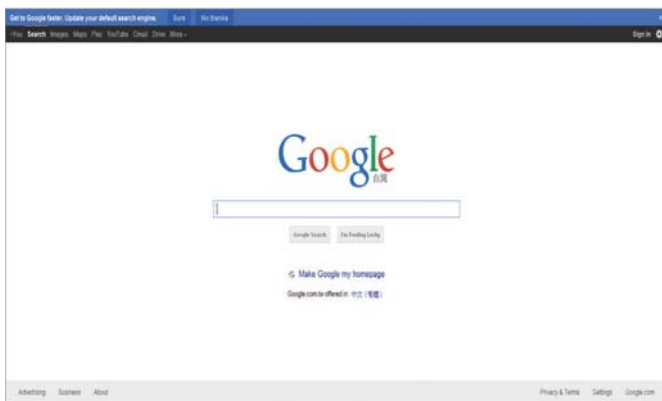 Get to Google faster. Update your default search engine. Sure No thanks
+You Search Images Maps Play YouTube Gmail Drive More
Sign in
Google
台灣
Google Search I'm Feeling Lucky
Make Google my homepage
Google.com.tw offered in: 中文 (繁體)
Advertising Business About Privacy & Terms Settings Google.com